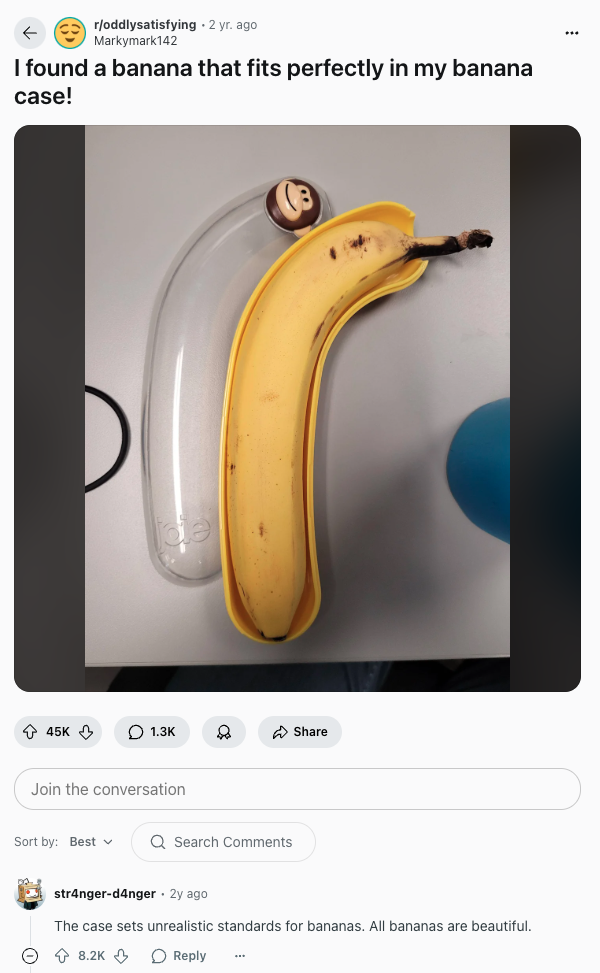 r/oddlysatisfying • 2 yr. ago
Markymark142
I found a banana that fits perfectly in my banana
case!
45K
1.3K
Share
Join the conversation
Sort by: Best
Search Comments
str4nger-d4nger • 2y ago
The case sets unrealistic standards for bananas. All bananas are beautiful.
8.2K
Reply